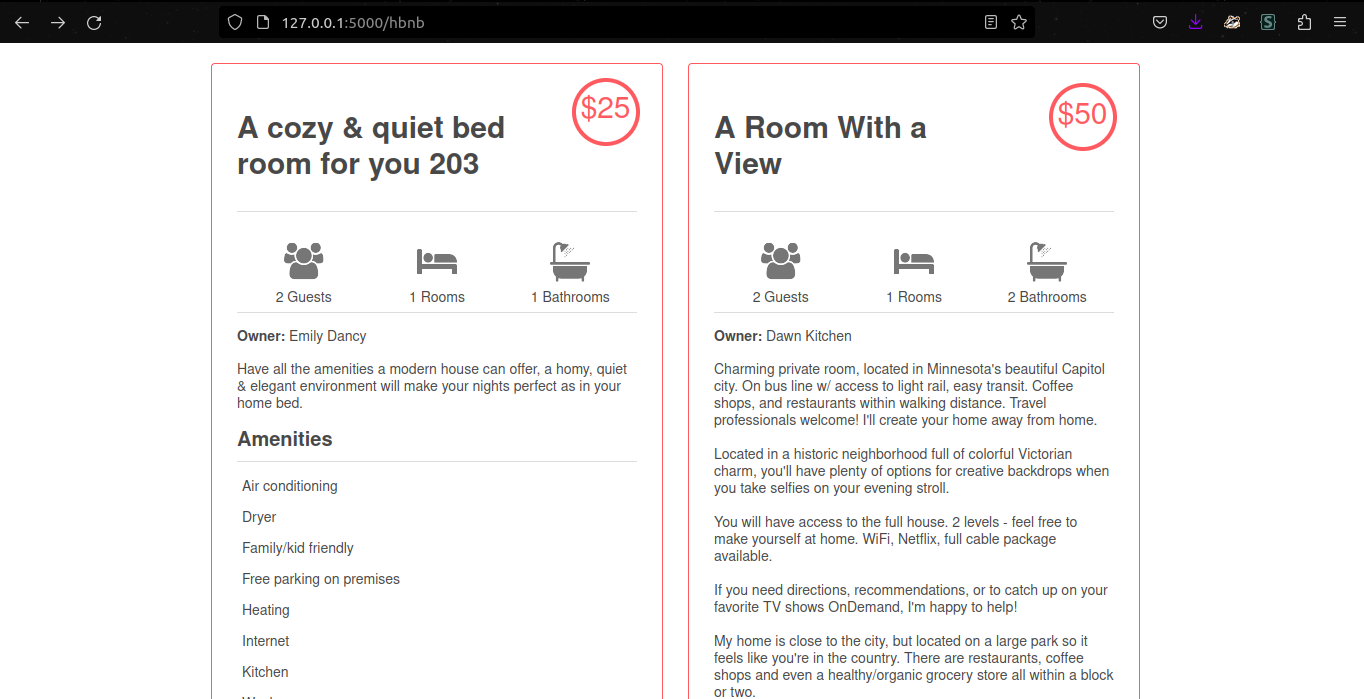 127.0.0.1:5000/hbnb
A cozy & quiet bed
room for you 203
$25
2 Guests
1 Rooms
1 Bathrooms
Owner: Emily Dancy
Have all the amenities a modern house can offer, a homy, quiet
& elegant environment will make your nights perfect as in your
home bed.
Amenities
Air conditioning
Dryer
Family/kid friendly
Free parking on premises
Heating
Internet
Kitchen
A Room With a
View
$50
2 Guests
1 Rooms
2 Bathrooms
Owner: Dawn Kitchen
Charming private room, located in Minnesota's beautiful Capitol
city. On bus line w/ access to light rail, easy transit. Coffee
shops, and restaurants within walking distance. Travel
professionals welcome! I'll create your home away from home.
Located in a historic neighborhood full of colorful Victorian
charm, you'll have plenty of options for creative backdrops when
you take selfies on your evening stroll.
You will have access to the full house. 2 levels - feel free to
make yourself at home. WiFi, Netflix, full cable package
available.
If you need directions, recommendations, or to catch up on your
favorite TV shows OnDemand, I'm happy to help!
My home is close to the city, but located on a large park so it
feels like you're in the country. There are restaurants, coffee
shops and even a healthy/organic grocery store all within a block
or two.